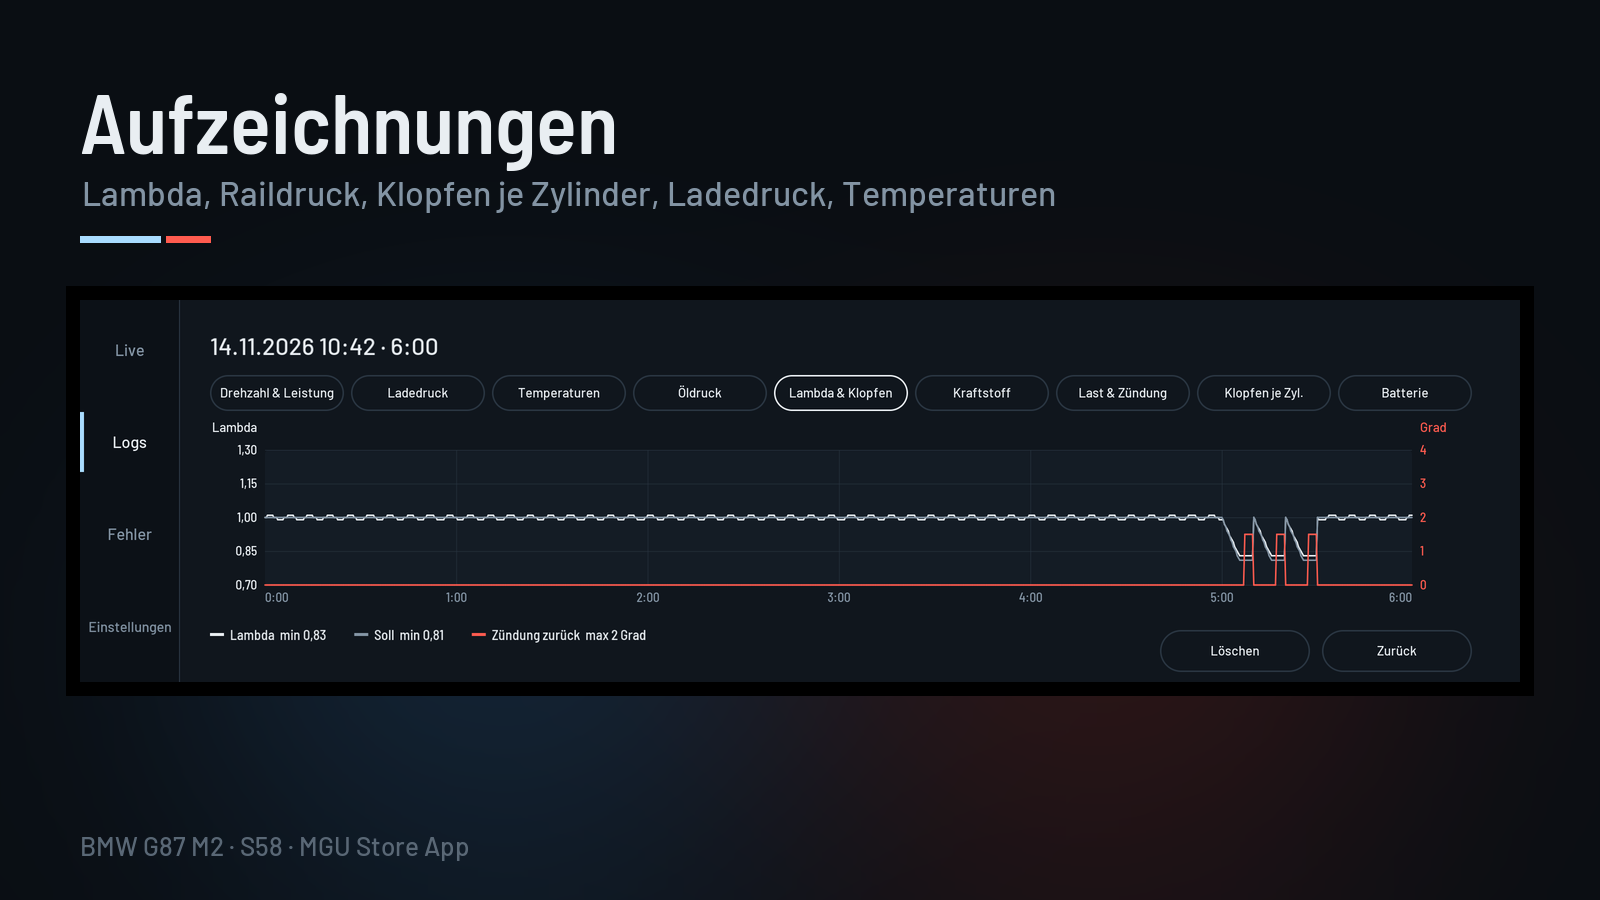 Aufzeichnungen
Lambda, Raildruck, Klopfen je Zylinder, Ladedruck, Temperaturen
Live
Logs
Fehler
Einstellungen
14.11.2026 10:42 · 6:00
Drehzahl & Leistung Ladedruck Temperaturen Öldruck Lambda & Klopfen Kraftstoff Last & Zündung Klopfen je Zyl. Batterie
Lambda Grad
1,30 4
1,15 3
1,00 2
0,85 1
0,70 0
0:00 1:00 2:00 3:00 4:00 5:00 6:00
Lambda min 0,83 Soll min 0,81 Zündung zurück max 2 Grad
Löschen Zurück
BMW G87 M2 · S58 · MGU Store App